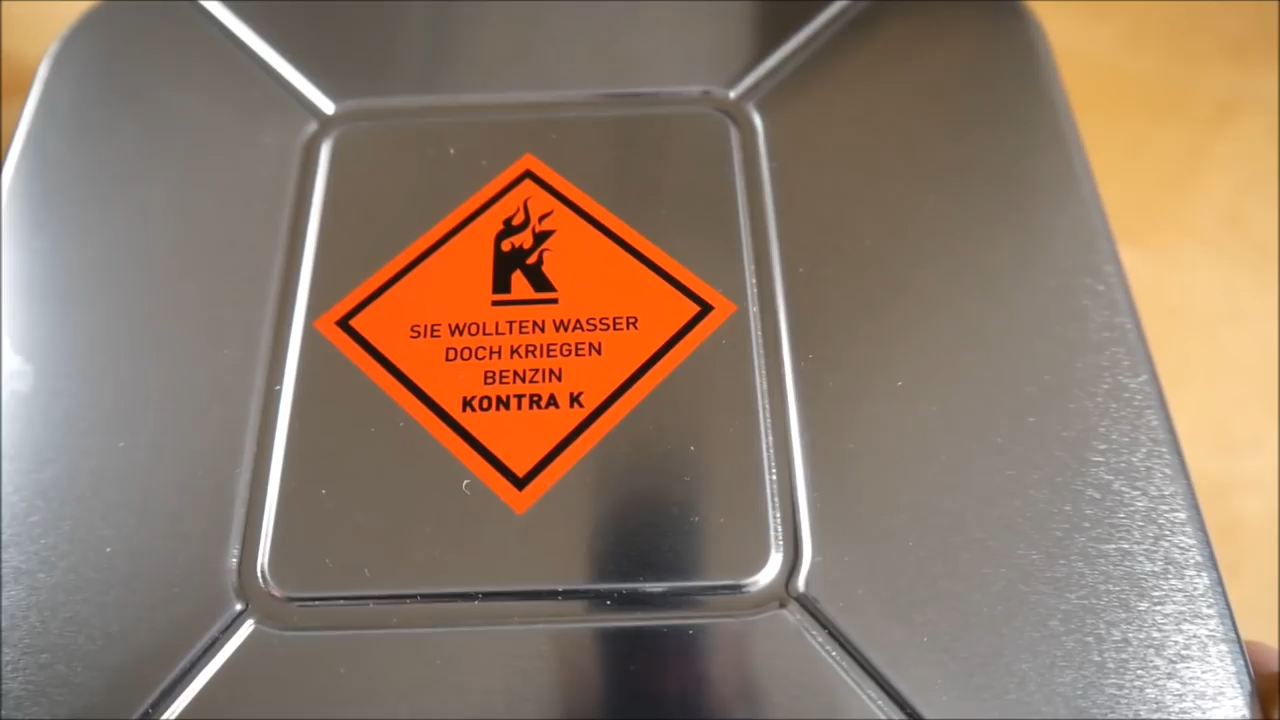 K
SIE WOLLTEN WASSER
DOCH KRIEGEN
BENZIN
KONTRA K